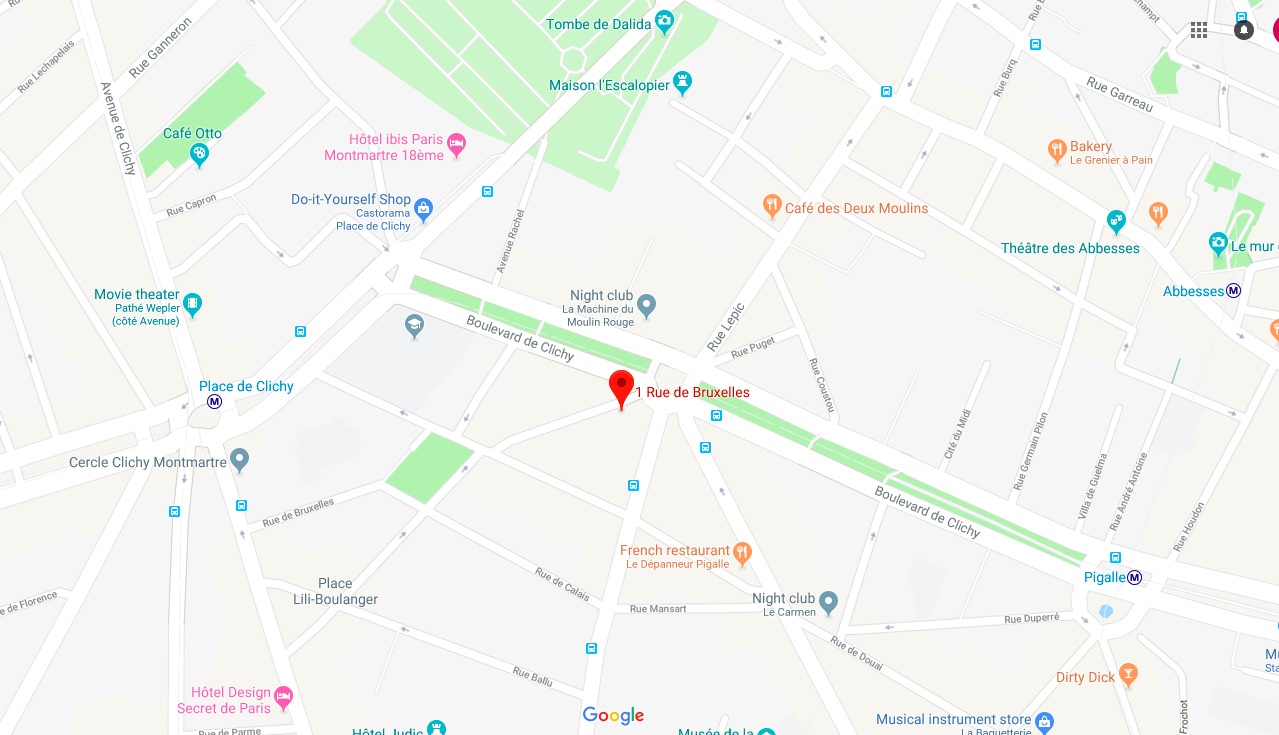 Tombe de Dalida
Rue Ganneron
Rue Lechapelais
Maison l'Escalopier
Rue Burq
Rue Garreau
Avenue de Clichy
Café Otto
Hôtel ibis Paris
Montmartre 18ème
Bakery
Le Grenier à Pain
Do-it-Yourself Shop
Castorama
Place de Clichy
Rue Capron
Avenue Rachel
Café des Deux Moulins
Théâtre des Abbesses
Le mur
Abbesses
Movie theater
Pathé Wepler
(côté Avenue)
Night club
La Machine du
Moulin Rouge
Boulevard de Clichy
Rue Lepic
Rue Puget
Rue Coustou
Place de Clichy
1 Rue de Bruxelles
Cité du Midi
Rue Germain Pilon
Villa de Guelma
Rue André Antoine
Rue Houdon
Cercle Clichy Montmartre
Rue de Bruxelles
Boulevard de Clichy
French restaurant
Le Dépanneur Pigalle
Pigalle
Place
Lili-Boulanger
Rue de Calais
Rue Mansart
Night club
Le Carmen
Rue Duperré
de Florence
Rue de Douai
Rue Ballu
Dirty Dick
Hôtel Design
Secret de Paris
Google
Musical instrument store
La Baguetterie
Frochot
Rue de Parme
Hôtel Judic
Musée de la